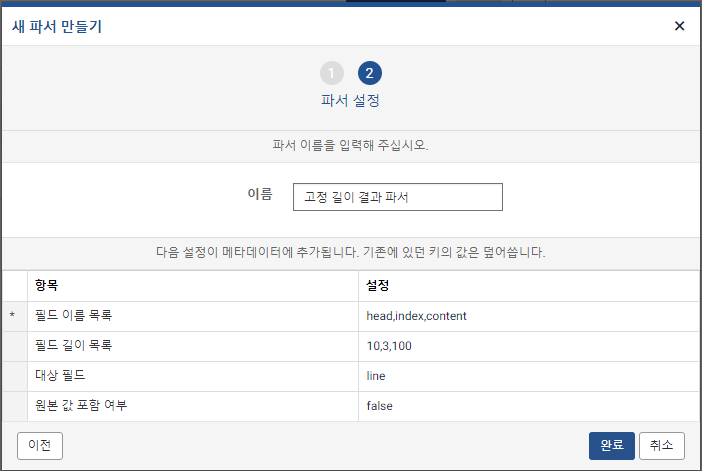 새 파서 만들기 ×
1 2
파서 설정
파서 이름을 입력해 주십시오.
이름 고정 길이 결과 파서
다음 설정이 메타데이터에 추가됩니다. 기존에 있던 키의 값은 덮어씁니다.
항목 설정
* 필드 이름 목록 head,index,content
필드 길이 목록 10,3,100
대상 필드 line
원본 값 포함 여부 false
이전 완료 취소